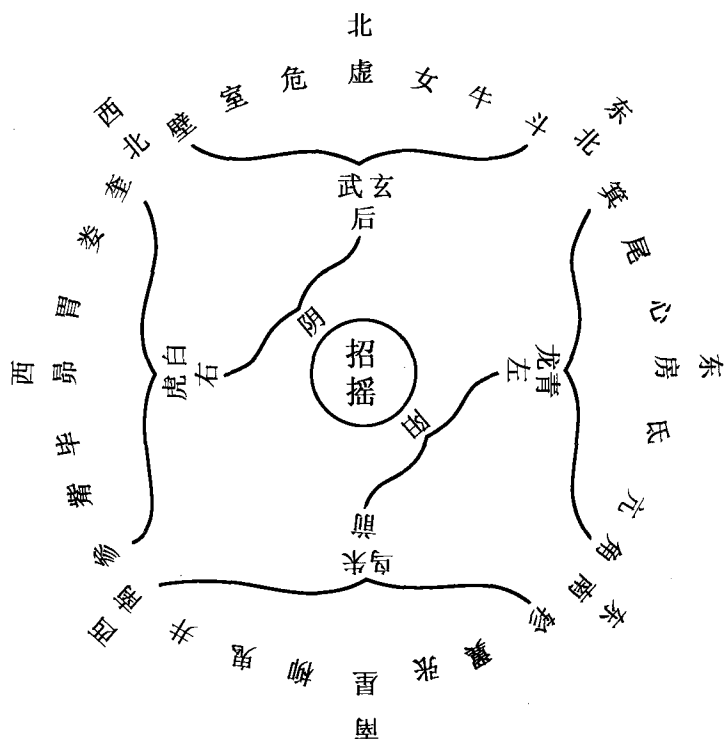 北
虚
危
室
壁
西北
奎
娄
胃
昴
西
毕
觜
参
西南
井
鬼
柳
星
南
张
翼
轸
东南
角
亢
氐
房
东
心
尾
箕
东北
斗
牛
女
玄武
后
白虎
右
朱鸟
前
青龙
左
阴
阳
招
摇